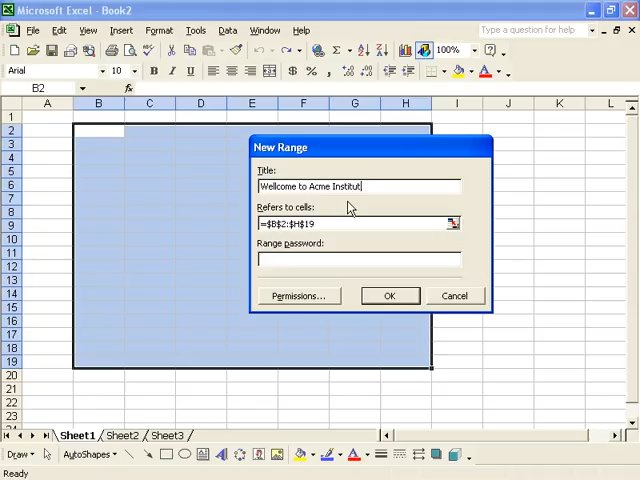 Microsoft Excel - Book2
File Edit View Insert Format Tools Data Window Help
Type a question for help
100%
Arial 10 B I U $ % ,
B2 fx
A B C D E F G H I J K L
1
2
3
4
5
6
7
8
9
10
11
12
13
14
15
16
17
18
19
20
21
22
23
New Range
Title:
Wellcome to Acme Institut
Refers to cells:
=$B$2:$H$19
Range password:
Permissions... OK Cancel
Sheet1 Sheet2 Sheet3
Draw AutoShapes
Ready